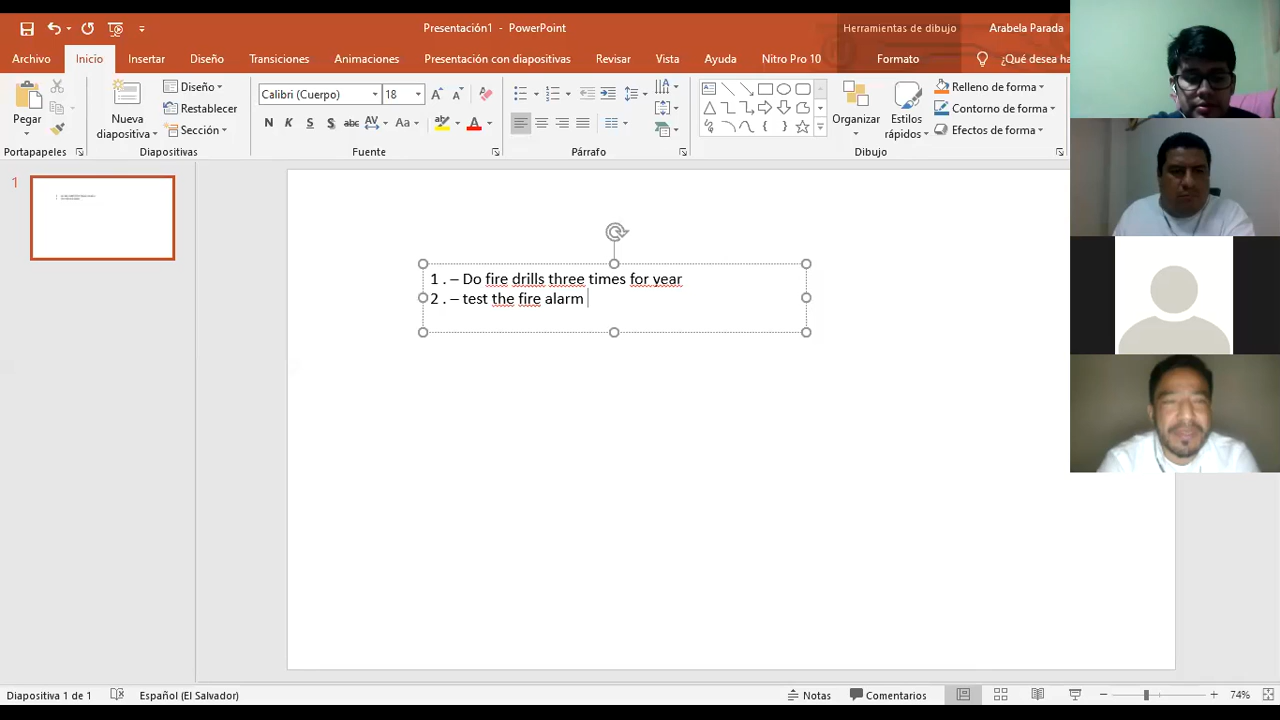 Presentación1 - PowerPoint
Herramientas de dibujo
Arabela Parada
Archivo
Inicio
Insertar
Diseño
Transiciones
Animaciones
Presentación con diapositivas
Revisar
Vista
Ayuda
Nitro Pro 10
Formato
¿Qué desea ha
Pegar
Nueva diapositiva
Diseño
Restablecer
Sección
Calibri (Cuerpo)
18
N K S S abc AV Aa
A
Organizar
Estilos rápidos
Relleno de forma
Contorno de forma
Efectos de forma
Portapapeles
Diapositivas
Fuente
Párrafo
Dibujo
1
1 . – Do fire drills three times for year
2 . – test the fire alarm
Diapositiva 1 de 1
Español (El Salvador)
Notas
Comentarios
74%